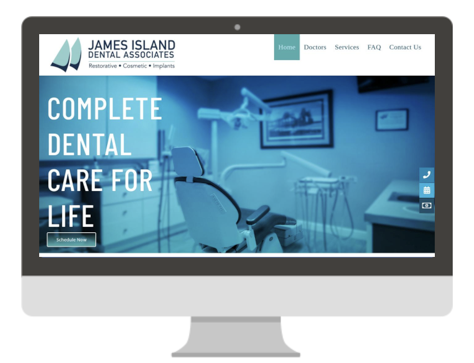 JAMES ISLAND
DENTAL ASSOCIATES
Restorative • Cosmetic • Implants
Home Doctors Services FAQ Contact Us
COMPLETE
DENTAL
CARE FOR
LIFE
Schedule Now